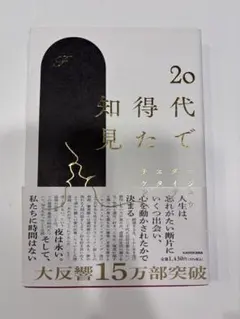 20代で
得た
知見
人生は、
忘れがたい断片に
いくつ出会い、
心を動かされたかで
決まる
夜は永い。
そして、
私たちに時間はない
大反響15万部突破